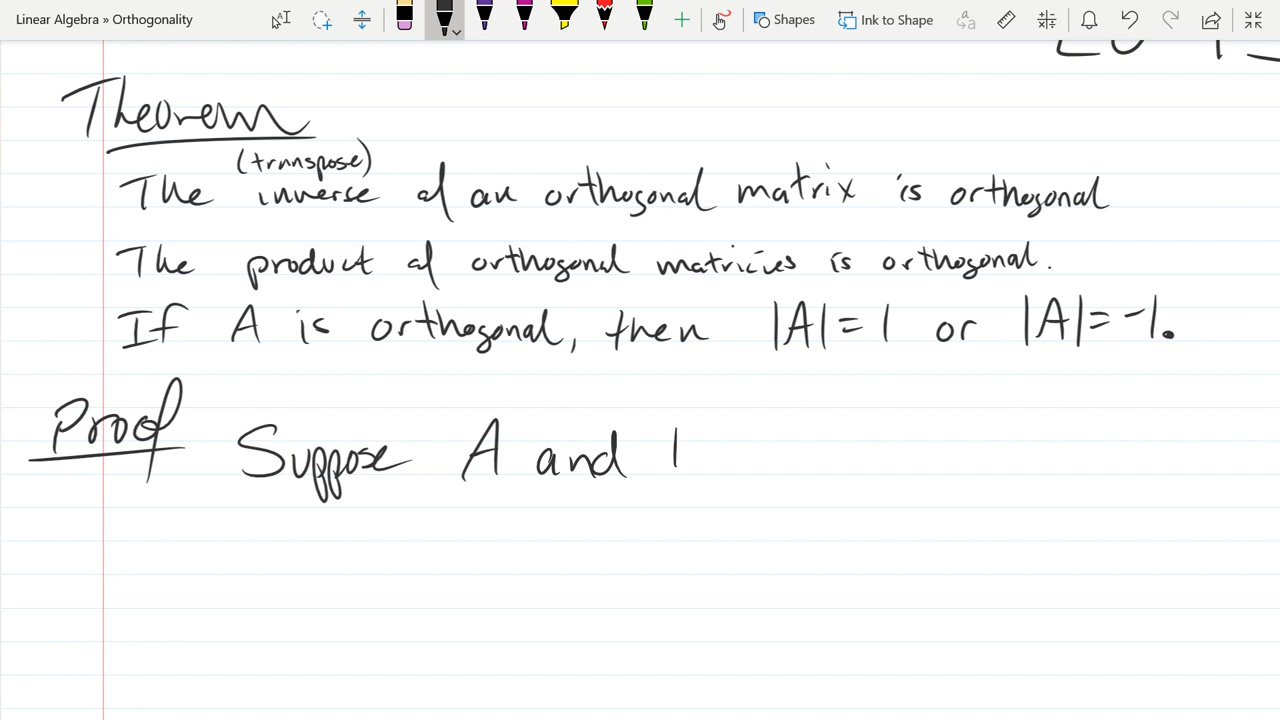 Linear Algebra » Orthogonality
Shapes
Ink to Shape
Theorem
(transpose)
The inverse of an orthogonal matrix is orthogonal
The product of orthogonal matricies is orthogonal.
If A is orthogonal, then |A| = 1 or |A| = -1.
Proof Suppose A and